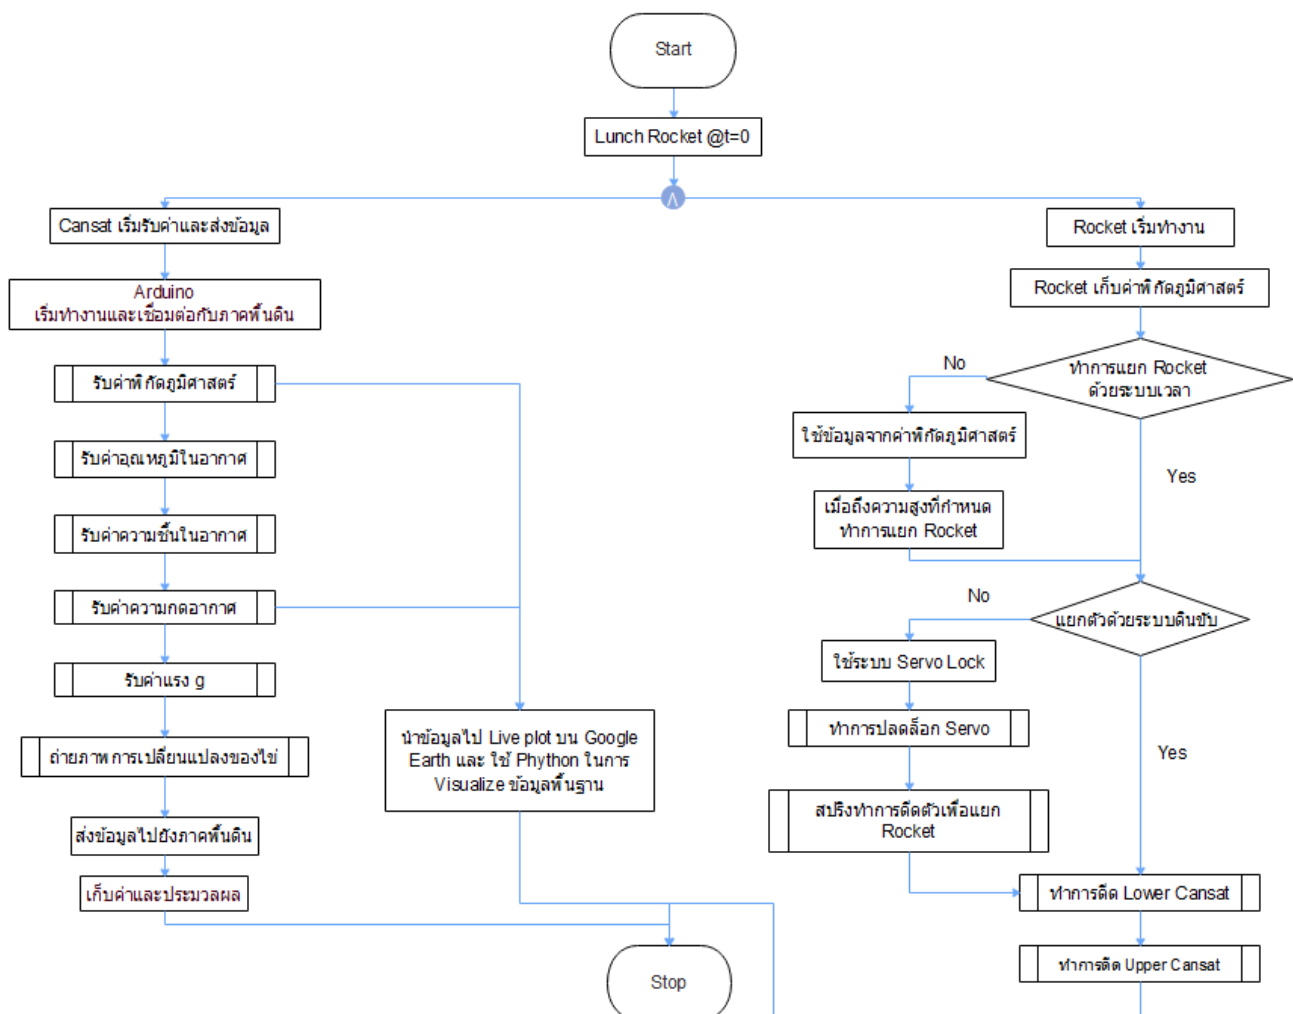 Start
Lunch Rocket @t=0
Λ
Cansat เริ่มรับค่าและส่งข้อมูล
Arduino
เริ่มทำงานและเชื่อมต่อกับภาคพื้นดิน
รับค่าพิกัดภูมิศาสตร์
รับค่าอุณหภูมิในอากาศ
รับค่าความชื้นในอากาศ
รับค่าความกดอากาศ
รับค่าแรง g
ถ่ายภาพการเปลี่ยนแปลงของไข่
ส่งข้อมูลไปยังภาคพื้นดิน
เก็บค่าและประมวลผล
นำข้อมูลไป Live plot บน Google
Earth และ ใช้ Phython ในการ
Visualize ข้อมูลพื้นฐาน
Rocket เริ่มทำงาน
Rocket เก็บค่าพิกัดภูมิศาสตร์
ทำการแยก Rocket
ด้วยระบบเวลา
No
ใช้ข้อมูลจากค่าพิกัดภูมิศาสตร์
Yes
เมื่อถึงความสูงที่กำหนด
ทำการแยก Rocket
แยกตัวด้วยระบบดินขับ
No
ใช้ระบบ Servo Lock
ทำการปลดล็อก Servo
Yes
สปริงทำการดีดตัวเพื่อแยก
Rocket
ทำการดีด Lower Cansat
ทำการดีด Upper Cansat
Stop